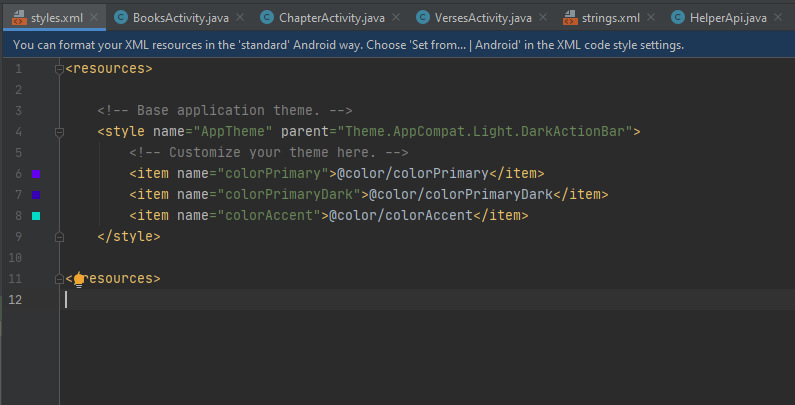 styles.xml BooksActivity.java ChapterActivity.java VersesActivity.java strings.xml HelperApi.java
You can format your XML resources in the 'standard' Android way. Choose 'Set from... | Android' in the XML code style settings.
1 <resources>
2
3 <!-- Base application theme. -->
4 <style name="AppTheme" parent="Theme.AppCompat.Light.DarkActionBar">
5 <!-- Customize your theme here. -->
6 <item name="colorPrimary">@color/colorPrimary</item>
7 <item name="colorPrimaryDark">@color/colorPrimaryDark</item>
8 <item name="colorAccent">@color/colorAccent</item>
9 </style>
10
11 </resources>
12